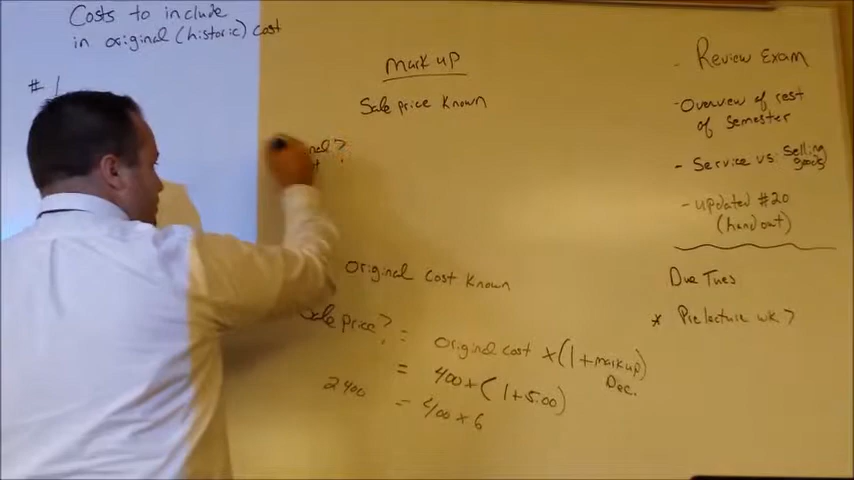 Costs to include
in original (historic) cost
#1
Mark up
Sale price Known
Original Cost Known
Sale price? = Original cost x (1 + markup)
Dec.
= 400 x (1 + 5.00)
2400 = 400 x 6
- Review Exam
- Overview of rest
of semester
- Service vs. Selling
goods
- updated #20
(handout)
Due Tues
* Prelecture wk 7